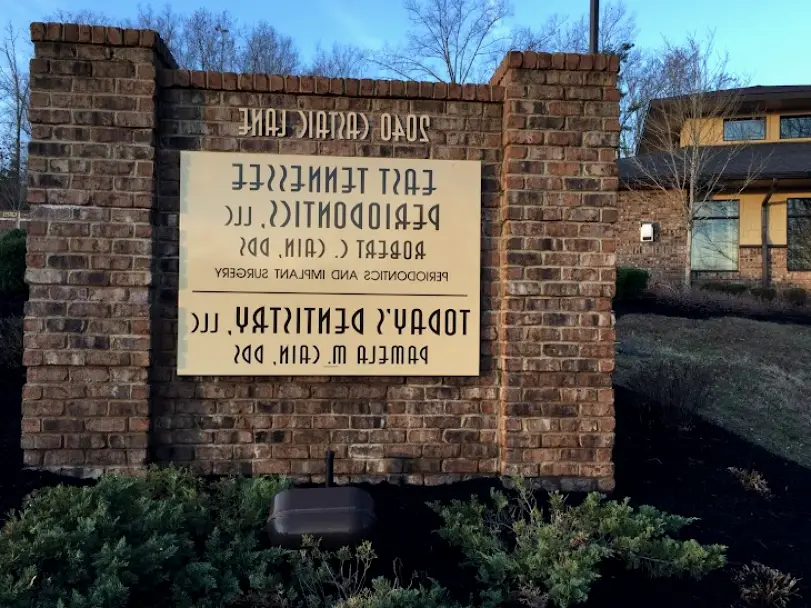 2040 CASTAIC LANE
EAST TENNESSEE
PERIODONTICS, LLC
ROBERT C. CAIN, DDS
PERIODONTICS AND IMPLANT SURGERY
TODAY'S DENTISTRY, LLC
PAMELA M. CAIN, DDS